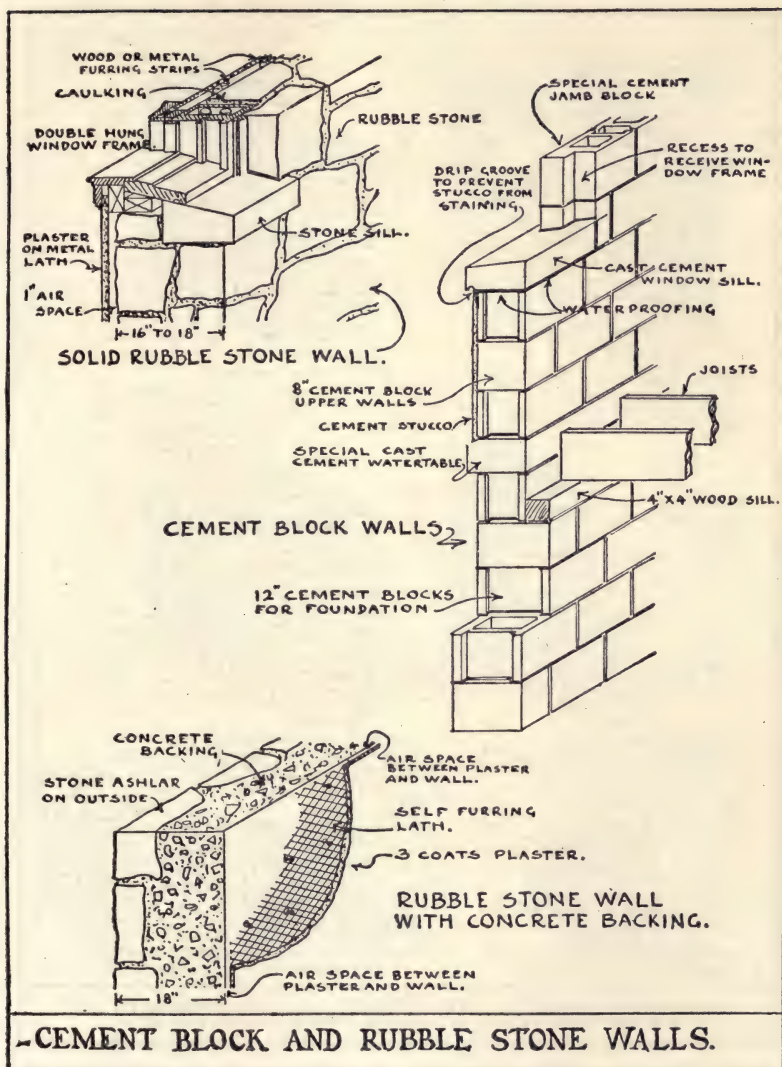 WOOD OR METAL
FURRING STRIPS
CAULKING
DOUBLE HUNG
WINDOW FRAME
RUBBLE STONE
STONE SILL.
PLASTER
ON METAL
LATH
1" AIR
SPACE
16" TO 18"
SOLID RUBBLE STONE WALL.
SPECIAL CEMENT
JAMB BLOCK
RECESS TO
RECEIVE WIN-
DOW FRAME
DRIP GROOVE
TO PREVENT
STUCCO FROM
STAINING
CAST CEMENT
WINDOW SILL.
WATERPROOFING
8" CEMENT BLOCK
UPPER WALLS
JOISTS
CEMENT STUCCO
SPECIAL CAST
CEMENT WATERTABLE
4" X 4" WOOD SILL.
CEMENT BLOCK WALLS
12" CEMENT BLOCKS
FOR FOUNDATION
CONCRETE
BACKING
STONE ASHLAR
ON OUTSIDE
AIR SPACE
BETWEEN PLASTER
AND WALL.
SELF FURRING
LATH.
3 COATS PLASTER.
RUBBLE STONE WALL
WITH CONCRETE BACKING.
AIR SPACE BETWEEN
PLASTER AND WALL.
18"
-CEMENT BLOCK AND RUBBLE STONE WALLS.